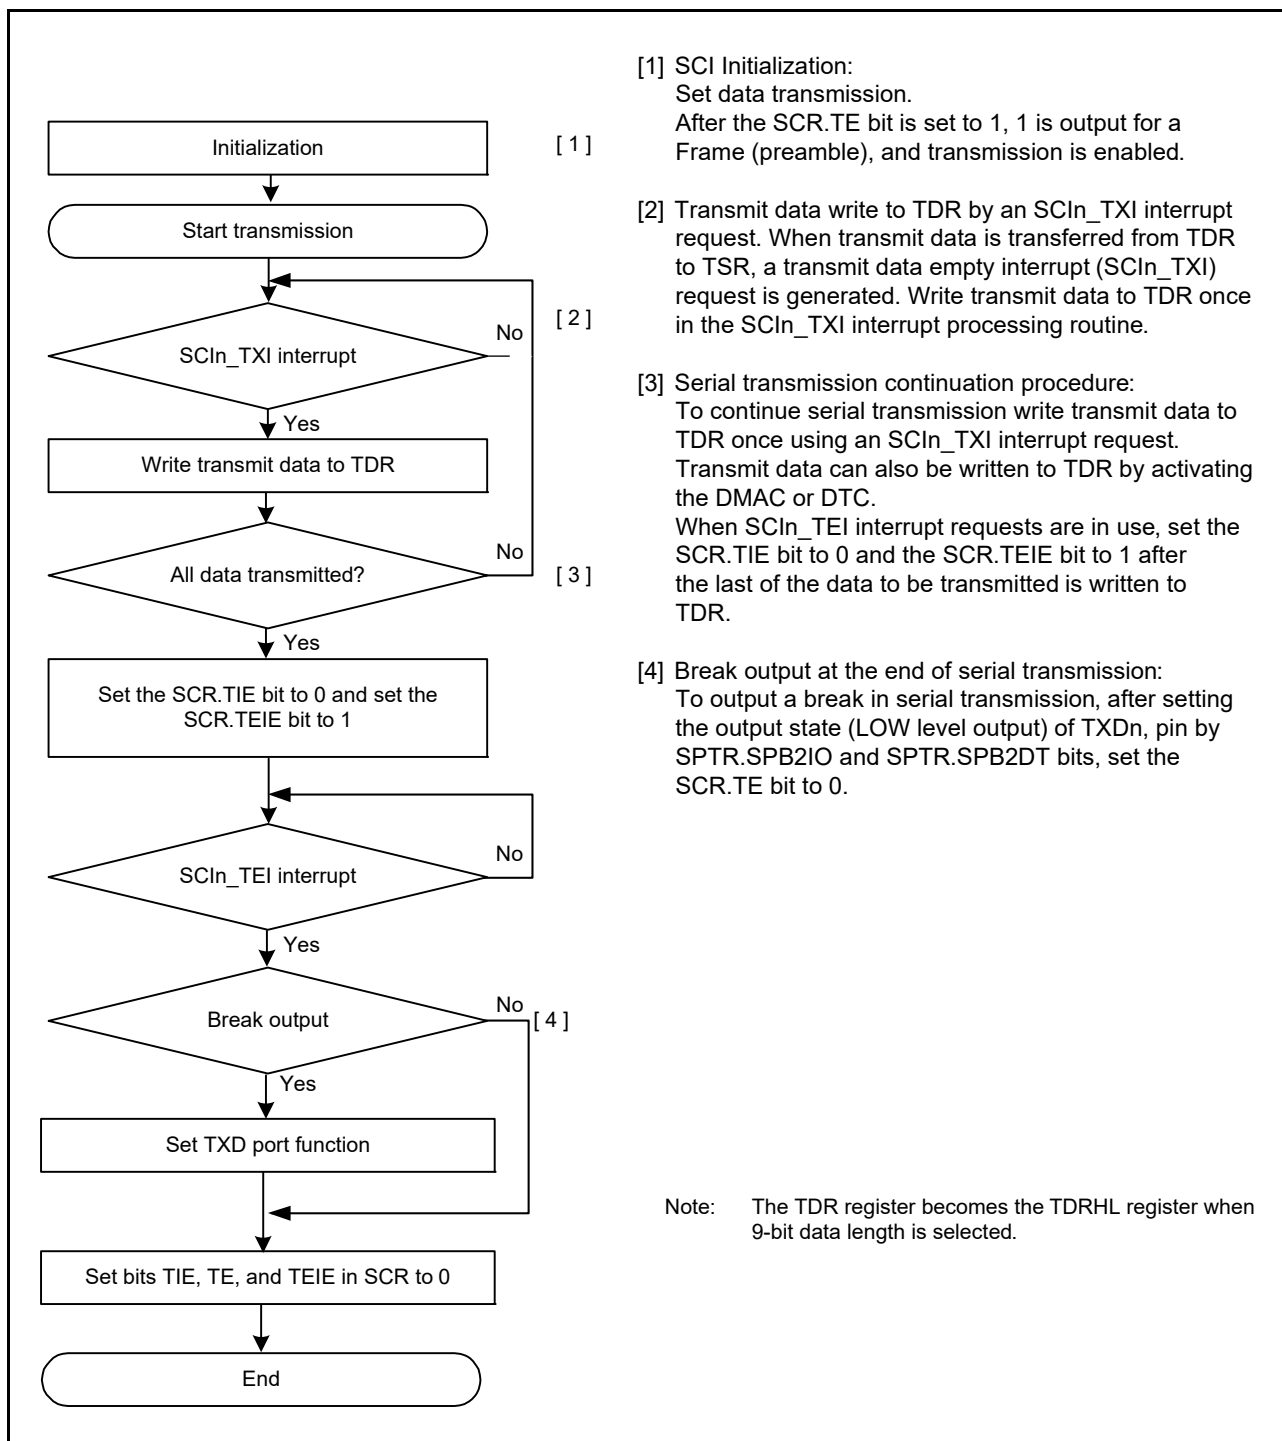 Initialization
[ 1 ]
Start transmission
SCIn_TXI interrupt
No
[ 2 ]
Yes
Write transmit data to TDR
All data transmitted?
No
[ 3 ]
Yes
Set the SCR.TIE bit to 0 and set the
SCR.TEIE bit to 1
SCIn_TEI interrupt
No
Yes
Break output
No
[ 4 ]
Yes
Set TXD port function
Set bits TIE, TE, and TEIE in SCR to 0
End
[1] SCI Initialization:
Set data transmission.
After the SCR.TE bit is set to 1, 1 is output for a
Frame (preamble), and transmission is enabled.
[2] Transmit data write to TDR by an SCIn_TXI interrupt
request. When transmit data is transferred from TDR
to TSR, a transmit data empty interrupt (SCIn_TXI)
request is generated. Write transmit data to TDR once
in the SCIn_TXI interrupt processing routine.
[3] Serial transmission continuation procedure:
To continue serial transmission write transmit data to
TDR once using an SCIn_TXI interrupt request.
Transmit data can also be written to TDR by activating
the DMAC or DTC.
When SCIn_TEI interrupt requests are in use, set the
SCR.TIE bit to 0 and the SCR.TEIE bit to 1 after
the last of the data to be transmitted is written to
TDR.
[4] Break output at the end of serial transmission:
To output a break in serial transmission, after setting
the output state (LOW level output) of TXDn, pin by
SPTR.SPB2IO and SPTR.SPB2DT bits, set the
SCR.TE bit to 0.
Note: The TDR register becomes the TDRHL register when
9-bit data length is selected.